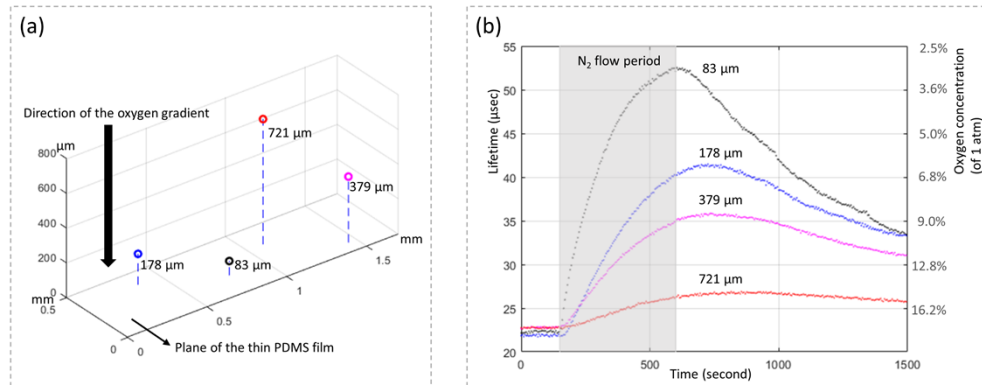 (a)
Direction of the oxygen gradient
μm
800
600
400
200
0
mm
0.5
0
0
0.5
1
1.5
mm
721 μm
379 μm
178 μm
83 μm
Plane of the thin PDMS film
(b)
55
50
45
40
35
30
25
20
Lifetime (μsec)
N₂ flow period
83 μm
178 μm
379 μm
721 μm
0
500
1000
1500
Time (second)
2.5%
3.6%
5.0%
6.8%
9.0%
12.8%
16.2%
Oxygen concentration
(of 1 atm)